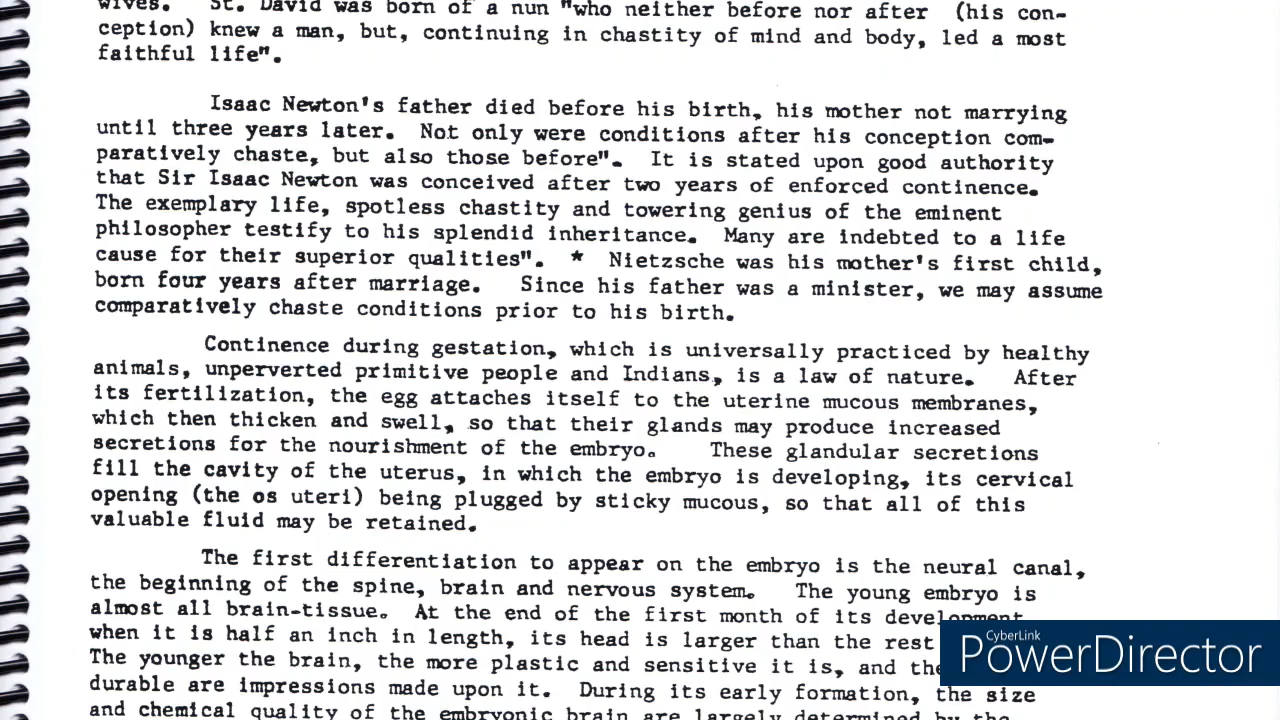 wives.   St. David was born of a nun "who neither before nor after  (his con-
ception) knew a man, but, continuing in chastity of mind and body, led a most
faithful life".
Isaac Newton's father died before his birth, his mother not marrying
until three years later.  Not only were conditions after his conception com-
paratively chaste, but also those before".  It is stated upon good authority
that Sir Isaac Newton was conceived after two years of enforced continence.
The exemplary life, spotless chastity and towering genius of the eminent
philosopher testify to his splendid inheritance.  Many are indebted to a life
cause for their superior qualities".  *  Nietzsche was his mother's first child,
born four years after marriage.   Since his father was a minister, we may assume
comparatively chaste conditions prior to his birth.
Continence during gestation, which is universally practiced by healthy
animals, unperverted primitive people and Indians, is a law of nature.   After
its fertilization, the egg attaches itself to the uterine mucous membranes,
which then thicken and swell, so that their glands may produce increased
secretions for the nourishment of the embryo.    These glandular secretions
fill the cavity of the uterus, in which the embryo is developing, its cervical
opening (the os uteri) being plugged by sticky mucous, so that all of this
valuable fluid may be retained.
The first differentiation to appear on the embryo is the neural canal,
the beginning of the spine, brain and nervous system.   The young embryo is
almost all brain-tissue.  At the end of the first month of its development
when it is half an inch in length, its head is larger than the rest
The younger the brain, the more plastic and sensitive it is, and
durable are impressions made upon it.  During its early formation, the size
and chemical quality of the embryonic brain are largely determined by the
CyberLink
PowerDirector